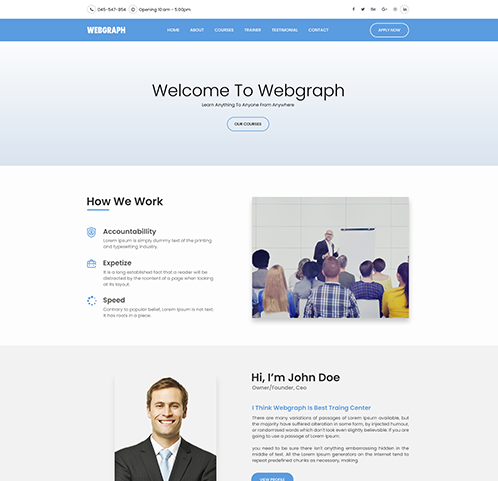 045-547-804 Opening 10 am - 5:00pm
WEBGRAPH HOME ABOUT COURSES TRAINER TESTIMONIAL CONTACT APPLY NOW
Welcome To Webgraph
Learn Anything To Anyone From Anywhere
OUR COURSES
How We Work
Accountabillity
Lorem Ipsum is simply dummy text of the printing
and typesetting industry.
Expetize
It is a long established fact that a reader will be
distracted by the rcontent of a page when looking
at its layout.
Speed
Contrary to popular belief, Lorem Ipsum is not text.
It has roots in a piece.
Hi, I'm John Doe
Owner/Founder, Ceo
I Think Webgraph Is Best Traing Center
There are many variations of passages of Lorem Ipsum available, but
the majority have suffered alteration in some form, by injected humour,
or randomised words which don't look even slightly believable. If you are
going to use a passage of Lorem Ipsum.
you need to be sure there isn't anything embarrassing hidden in the
middle of text. All the Lorem Ipsum generators on the Internet tend to
repeat predefined chunks as necessary, making
VIEW PROFILE